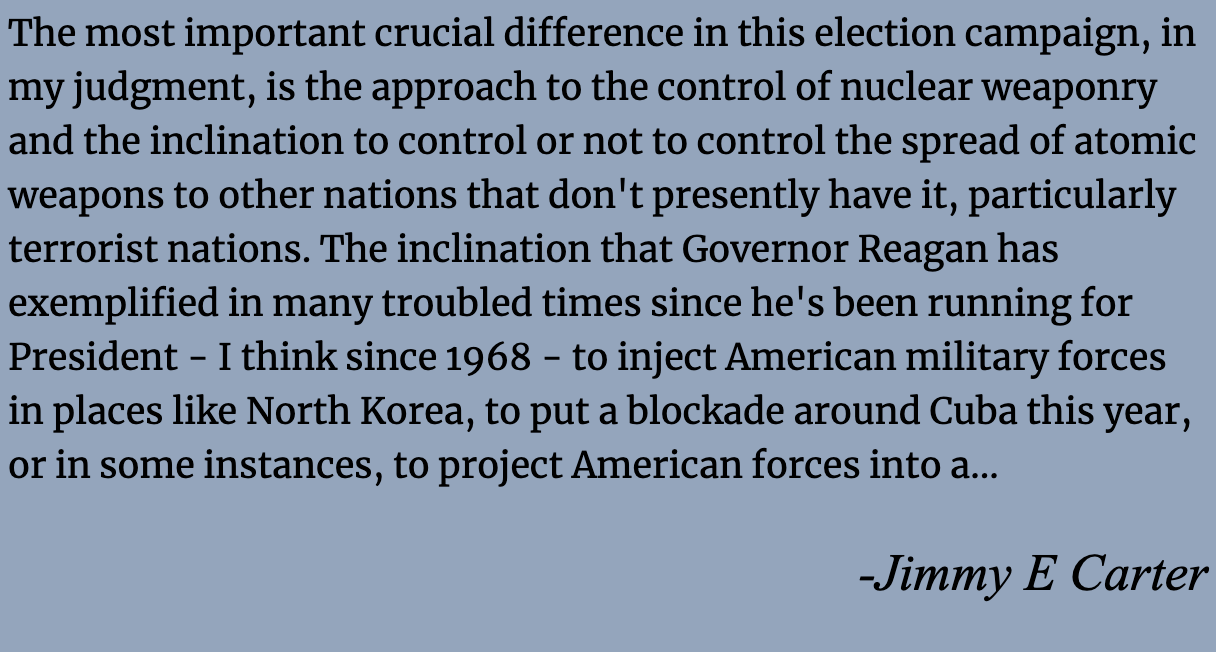 The most important crucial difference in this election campaign, in
my judgment, is the approach to the control of nuclear weaponry
and the inclination to control or not to control the spread of atomic
weapons to other nations that don't presently have it, particularly
terrorist nations. The inclination that Governor Reagan has
exemplified in many troubled times since he's been running for
President - I think since 1968 - to inject American military forces
in places like North Korea, to put a blockade around Cuba this year,
or in some instances, to project American forces into a...
-Jimmy E Carter